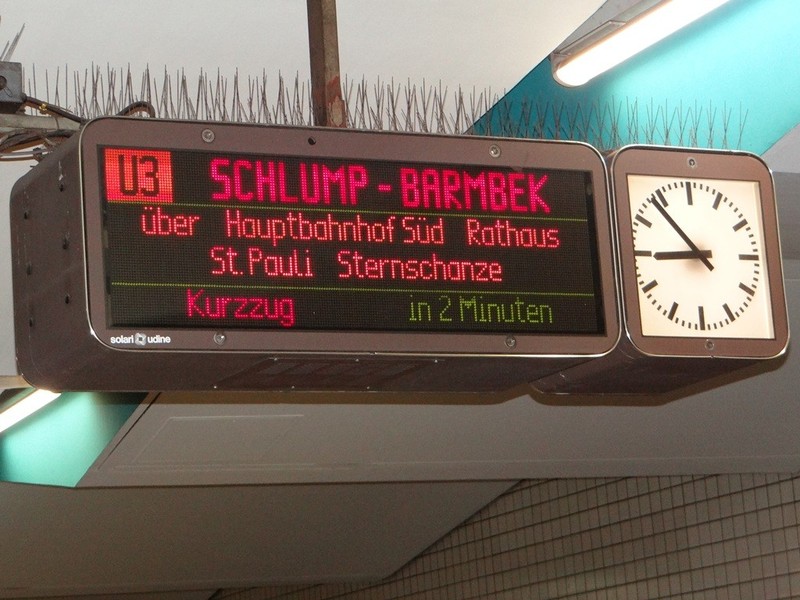 U3 SCHLUMP - BARMBEK
über Hauptbahnhof Süd Rathaus
St. Pauli Sternschanze
Kurzzug in 2 Minuten
solari udine